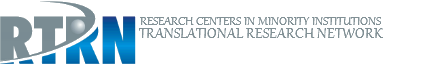 RTRN
RESEARCH CENTERS IN MINORITY INSTITUTIONS
TRANSLATIONAL RESEARCH NETWORK